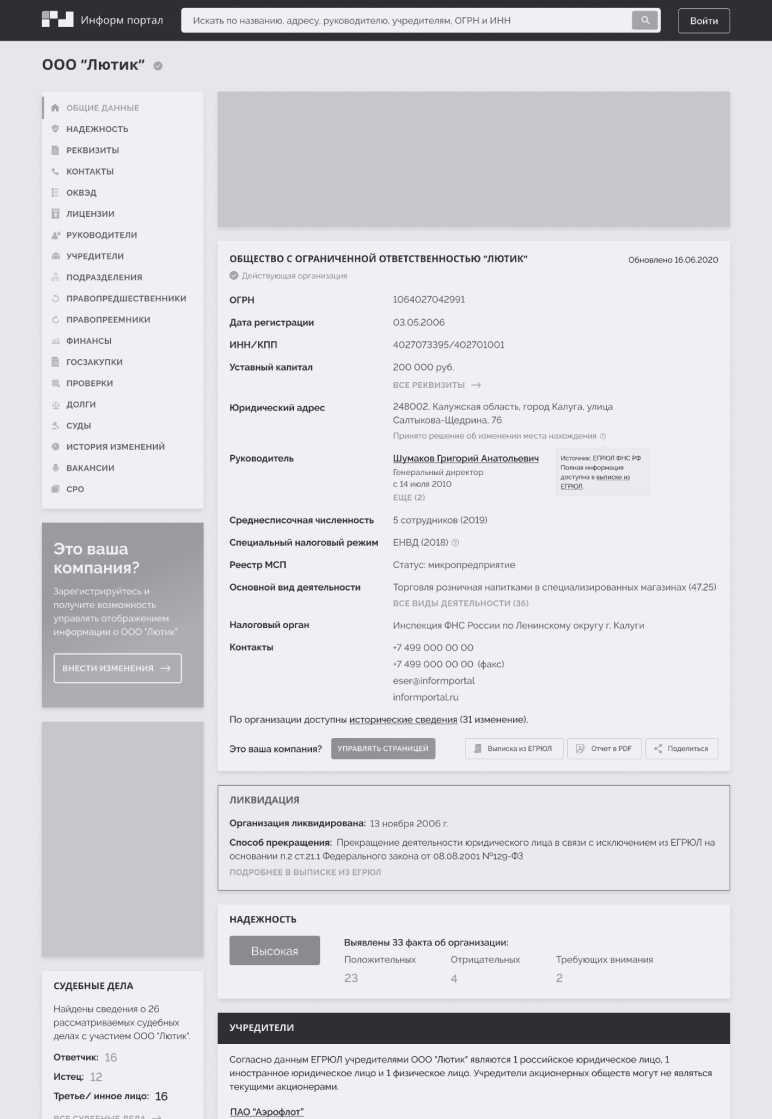 Информ портал
Искать по названию, адресу, руководителю, учредителям, ОГРН и ИНН
Войти
ООО "Лютик"
ОБЩИЕ ДАННЫЕ
НАДЕЖНОСТЬ
РЕКВИЗИТЫ
КОНТАКТЫ
ОКВЭД
ЛИЦЕНЗИИ
РУКОВОДИТЕЛИ
УЧРЕДИТЕЛИ
ПОДРАЗДЕЛЕНИЯ
ПРАВОПРЕДШЕСТВЕННИКИ
ПРАВОПРЕЕМНИКИ
ФИНАНСЫ
ГОСЗАКУПКИ
ПРОВЕРКИ
ДОЛГИ
СУДЫ
ИСТОРИЯ ИЗМЕНЕНИЙ
ВАКАНСИИ
СРО
Это ваша
компания?
Зарегистрируйтесь и
получите возможность
управлять отображением
информации о ООО "Лютик"
ВНЕСТИ ИЗМЕНЕНИЯ
СУДЕБНЫЕ ДЕЛА
Найдены сведения о 26
рассматриваемых судебных
делах с участием ООО "Лютик".
Ответчик: 16
Истец: 12
Третье/ инное лицо: 16
ВСЕ СУДЕБНЫЕ ДЕЛА
ОБЩЕСТВО С ОГРАНИЧЕННОЙ ОТВЕТСТВЕННОСТЬЮ "ЛЮТИК"
Обновлено 16.06.2020
Действующая организация
ОГРН 1064027042991
Дата регистрации 03.05.2006
ИНН/КПП 4027073395/402701001
Уставный капитал 200 000 руб.
ВСЕ РЕКВИЗИТЫ
Юридический адрес 248002, Калужская область, город Калуга, улица
Салтыкова-Щедрина, 76
Принято решение об изменении места нахождения
Руководитель Шумаков Григорий Анатольевич
Генеральный директор
с 14 июля 2010
ЕЩЕ (2)
Источник: ЕГРЮЛ ФНС РФ
Полная информация
доступна в выписке из
ЕГРЮЛ.
Среднесписочная численность 5 сотрудников (2019)
Специальный налоговый режим ЕНВД (2018)
Реестр МСП Статус: микропредприятие
Основной вид деятельности Торговля розничная напитками в специализированных магазинах (47.25)
ВСЕ ВИДЫ ДЕЯТЕЛЬНОСТИ (36)
Налоговый орган Инспекция ФНС России по Ленинскому округу г. Калуги
Контакты +7 499 000 00 00
+7 499 000 00 00 (факс)
eser@informportal
informportal.ru
По организации доступны исторические сведения (31 изменение).
Это ваша компания? УПРАВЛЯТЬ СТРАНИЦЕЙ Выписка из ЕГРЮЛ Отчет в PDF Поделиться
ЛИКВИДАЦИЯ
Организация ликвидирована: 13 ноября 2006 г.
Способ прекращения: Прекращение деятельности юридического лица в связи с исключением из ЕГРЮЛ на
основании п.2 ст.21.1 Федерального закона от 08.08.2001 №129-ФЗ
ПОДРОБНЕЕ В ВЫПИСКЕ ИЗ ЕГРЮЛ
НАДЕЖНОСТЬ
Высокая
Выявлены 33 факта об организации:
Положительных Отрицательных Требующих внимания
23 4 2
УЧРЕДИТЕЛИ
Согласно данным ЕГРЮЛ учредителями ООО "Лютик" являются 1 российское юридическое лицо, 1
иностранное юридическое лицо и 1 физическое лицо. Учредители акционерных обществ могут не являться
текущими акционерами.
ПАО "Аэрофлот"